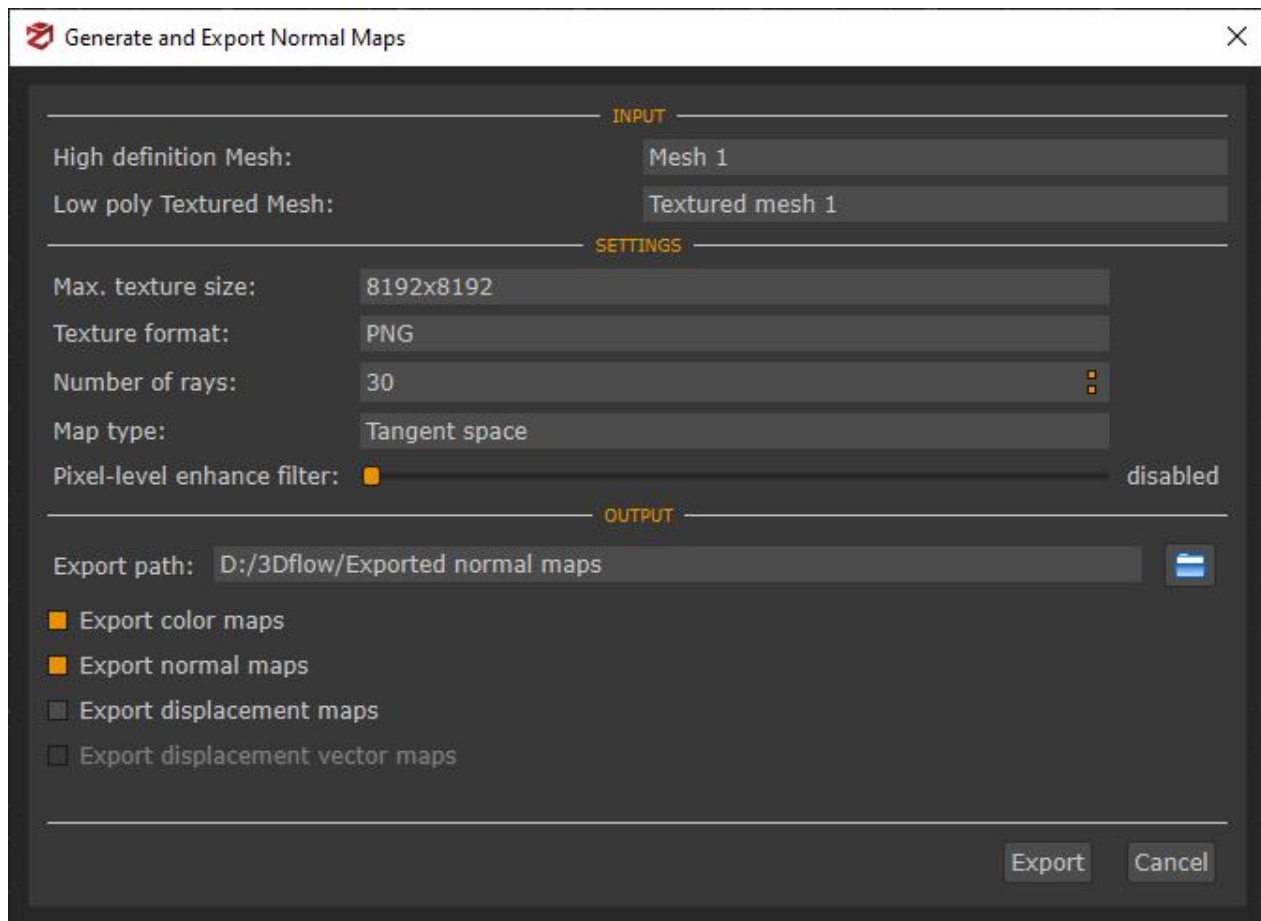 Generate and Export Normal Maps
INPUT
High definition Mesh: Mesh 1
Low poly Textured Mesh: Textured mesh 1
SETTINGS
Max. texture size: 8192x8192
Texture format: PNG
Number of rays: 30
Map type: Tangent space
Pixel-level enhance filter: disabled
OUTPUT
Export path: D:/3Dflow/Exported normal maps
Export color maps
Export normal maps
Export displacement maps
Export displacement vector maps
Export Cancel